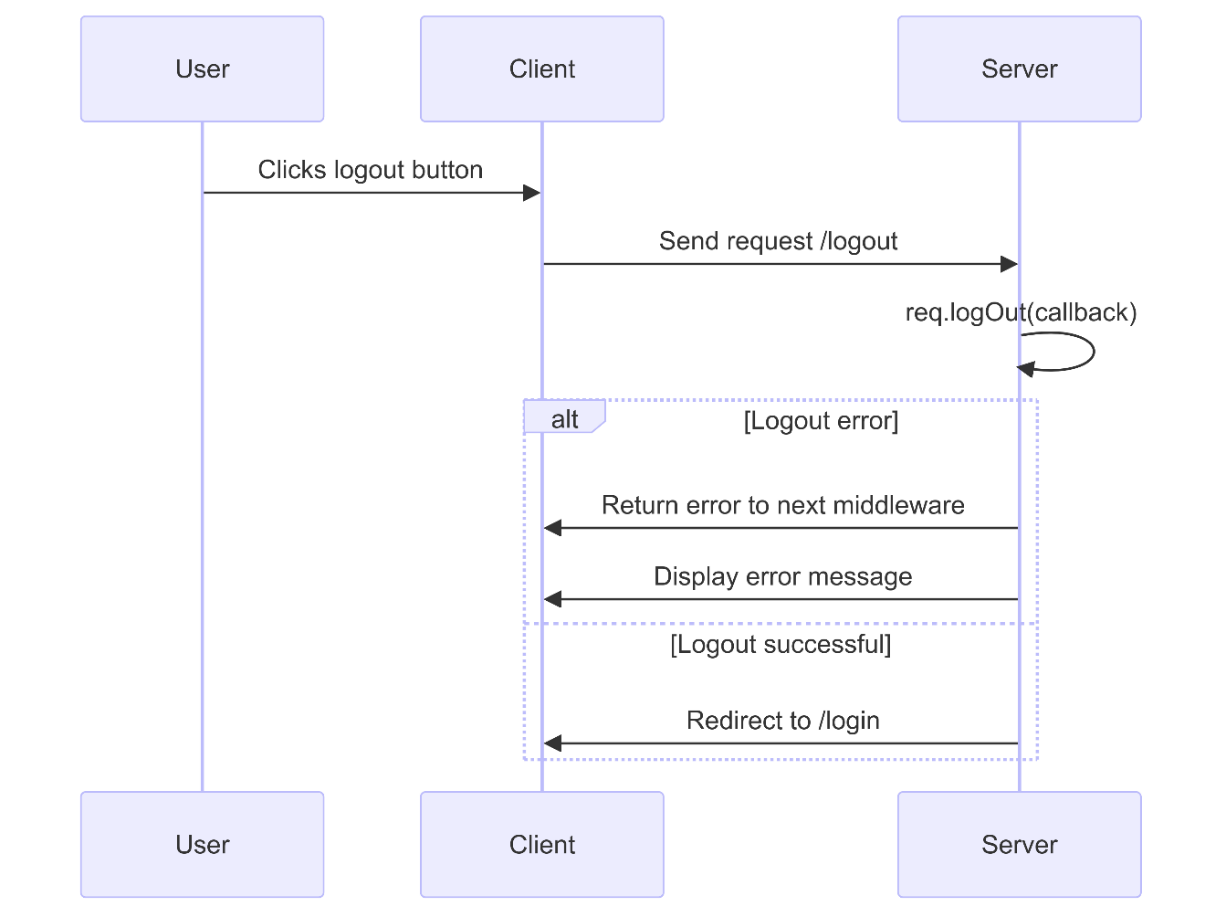 User
Client
Server
Clicks logout button
Send request /logout
req.logOut(callback)
alt
[Logout error]
Return error to next middleware
Display error message
[Logout successful]
Redirect to /login
User
Client
Server